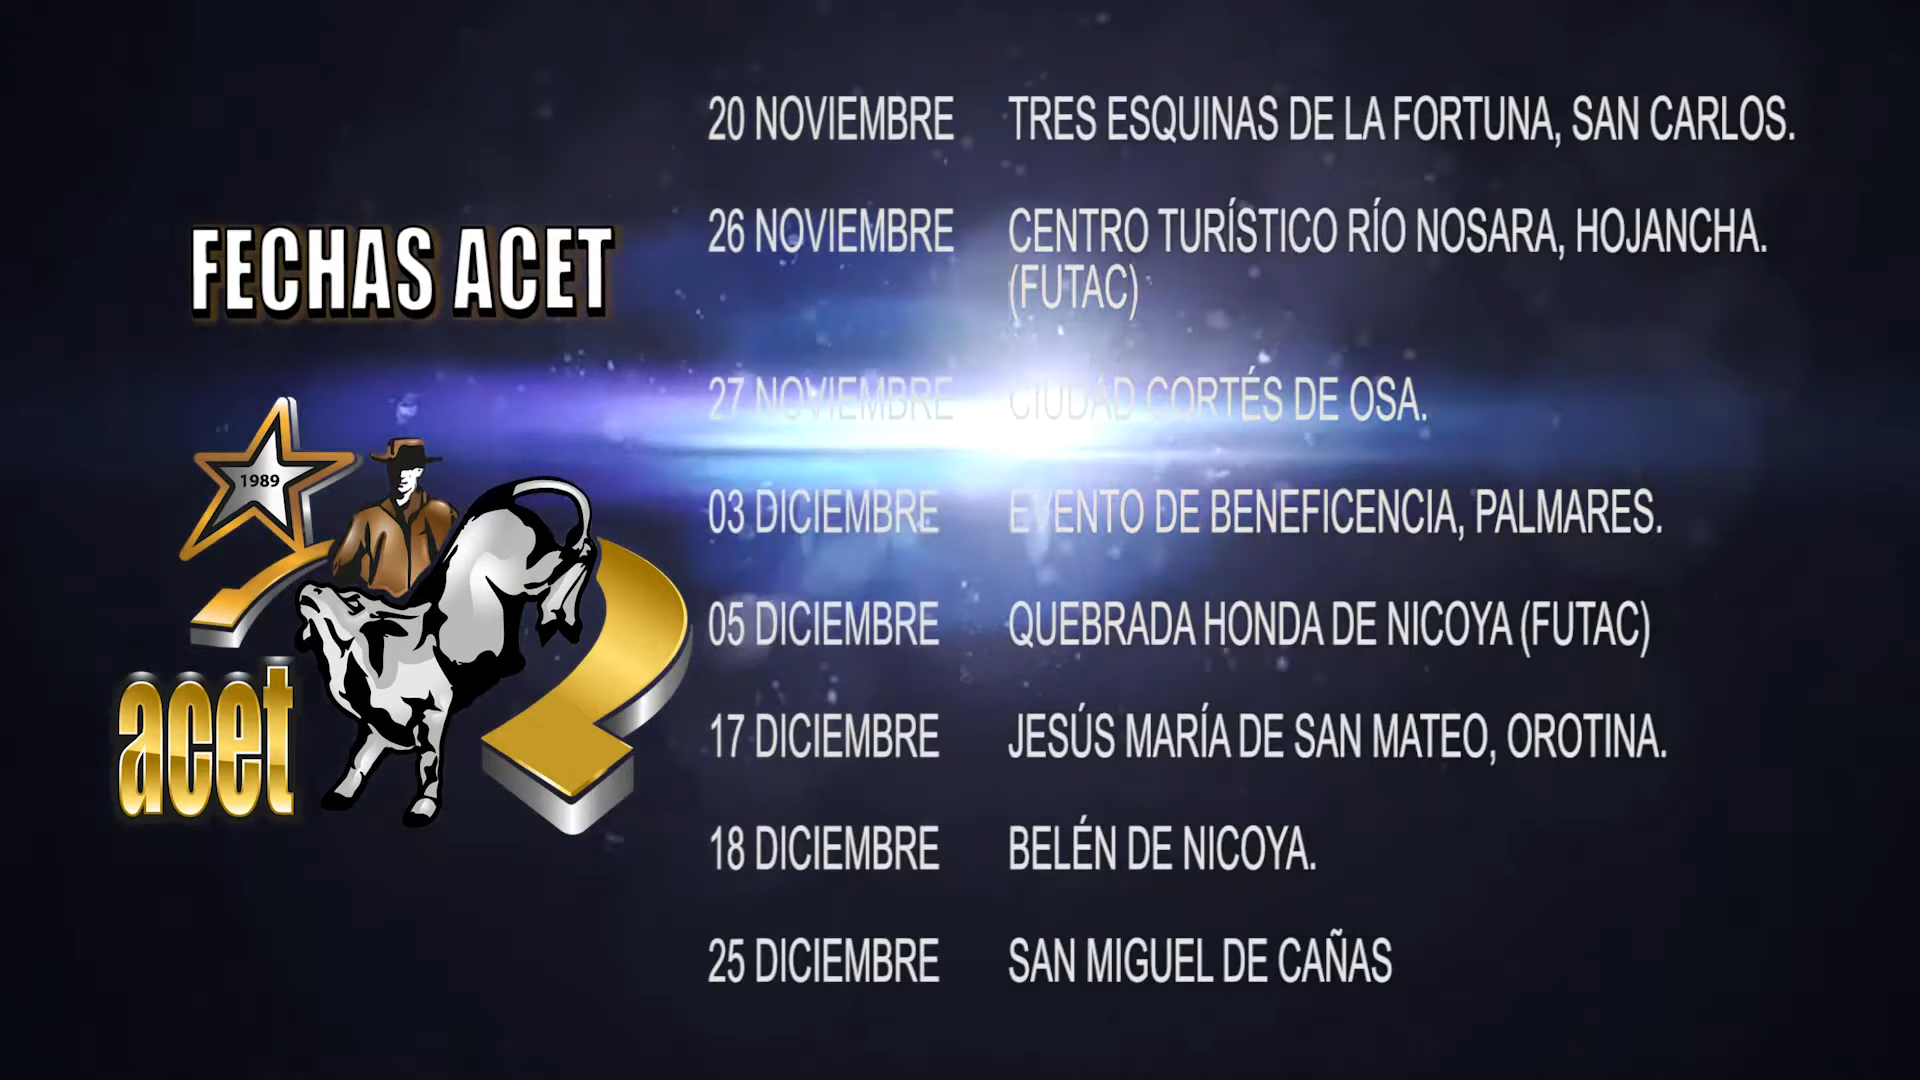 FECHAS ACET
1989
acet
20 NOVIEMBRE TRES ESQUINAS DE LA FORTUNA, SAN CARLOS.
26 NOVIEMBRE CENTRO TURÍSTICO RÍO NOSARA, HOJANCHA.
(FUTAC)
27 NOVIEMBRE CIUDAD CORTÉS DE OSA.
03 DICIEMBRE EVENTO DE BENEFICENCIA, PALMARES.
05 DICIEMBRE QUEBRADA HONDA DE NICOYA (FUTAC)
17 DICIEMBRE JESÚS MARÍA DE SAN MATEO, OROTINA.
18 DICIEMBRE BELÉN DE NICOYA.
25 DICIEMBRE SAN MIGUEL DE CAÑAS